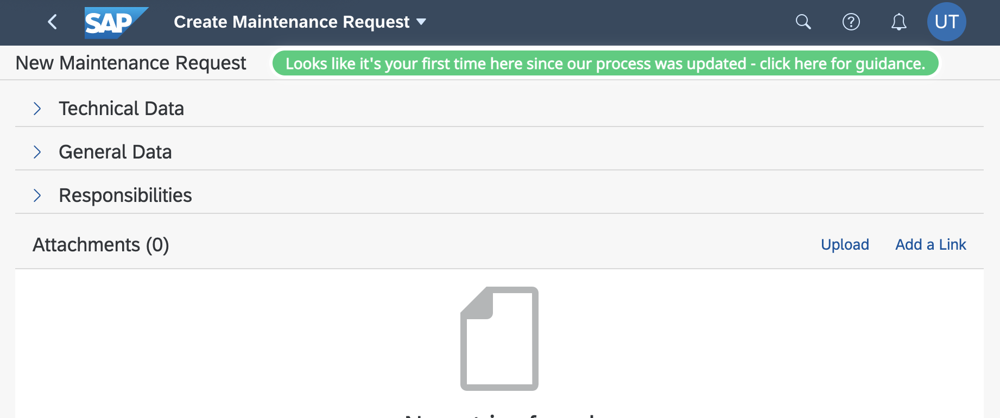 SAP
Create Maintenance Request
UT
New Maintenance Request
Looks like it's your first time here since our process was updated - click here for guidance.
Technical Data
General Data
Responsibilities
Attachments (0)
Upload
Add a Link